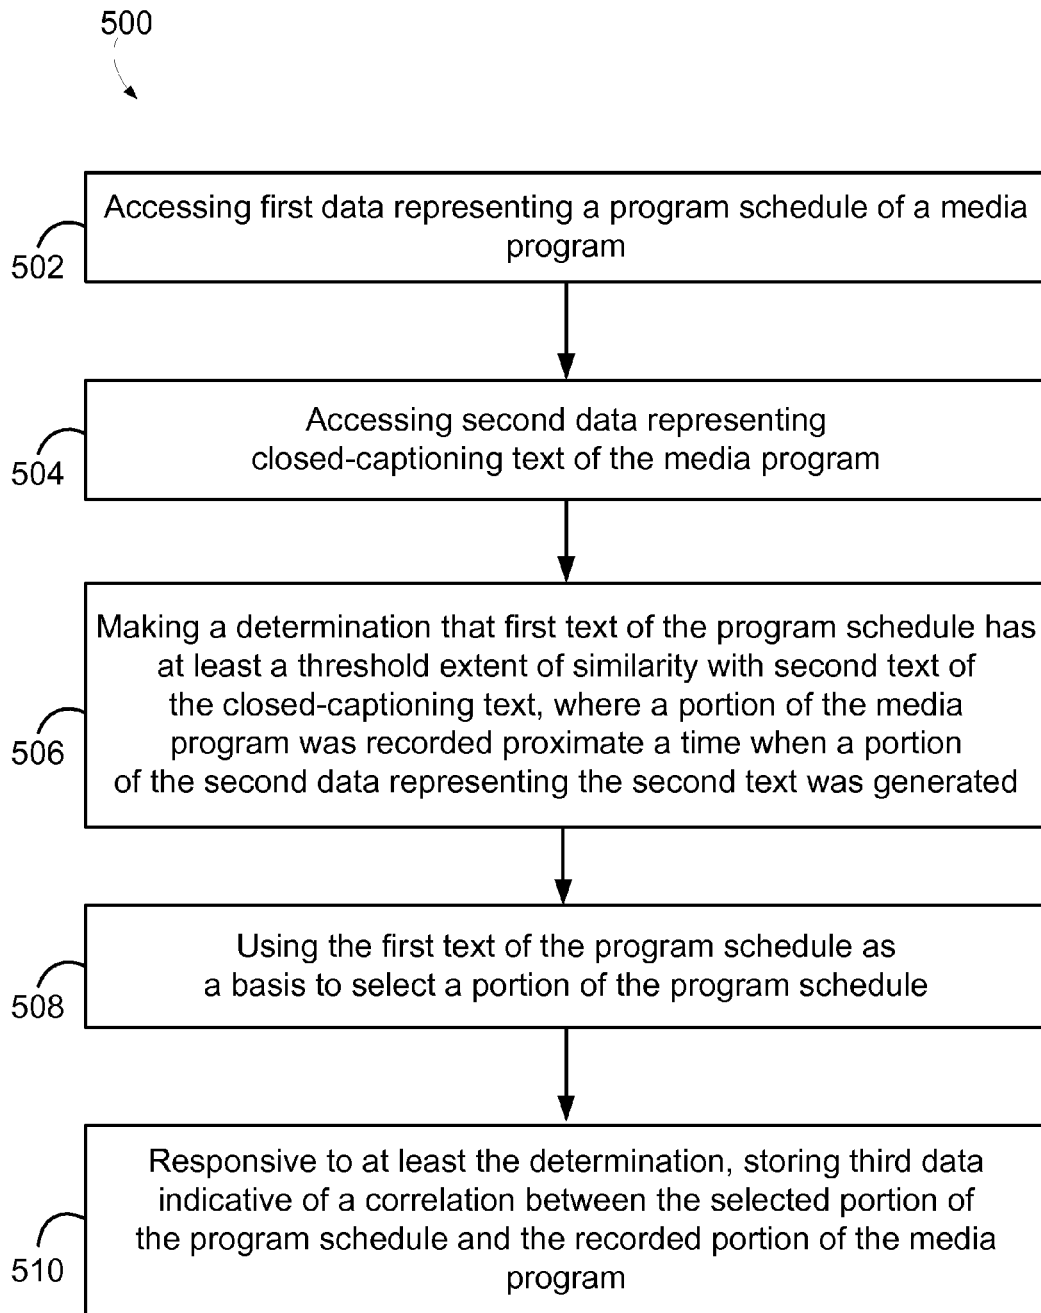 500
Accessing first data representing a program schedule of a media
program
502
Accessing second data representing
closed-captioning text of the media program
504
Making a determination that first text of the program schedule has
at least a threshold extent of similarity with second text of
the closed-captioning text, where a portion of the media
program was recorded proximate a time when a portion
of the second data representing the second text was generated
506
Using the first text of the program schedule as
a basis to select a portion of the program schedule
508
Responsive to at least the determination, storing third data
indicative of a correlation between the selected portion of
the program schedule and the recorded portion of the media
program
510